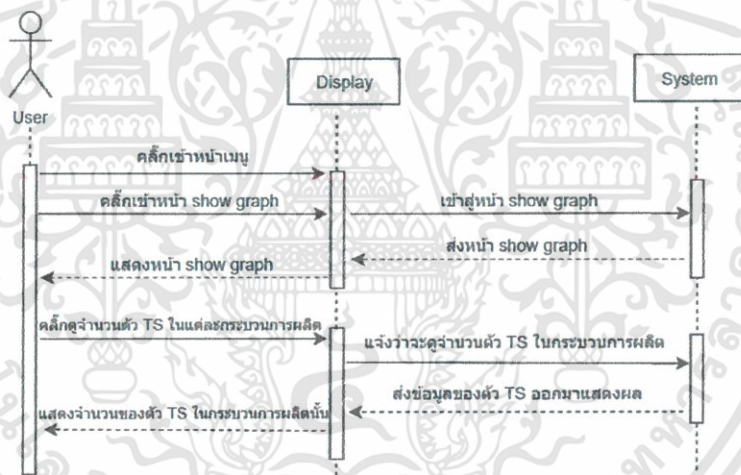 User
Display
System
คลิ๊กเข้าหน้าเมนู
คลิ๊กเข้าหน้า show graph
เข้าสู่หน้า show graph
ส่งหน้า show graph
แสดงหน้า show graph
คลิ๊กดูจำนวนตัว TS ในแต่ละกระบวนการผลิต
แจ้งว่าจะดูจำนวนตัว TS ในกระบวนการผลิต
ส่งข้อมูลของตัว TS ออกมาแสดงผล
แสดงจำนวนของตัว TS ในกระบวนการผลิตนั้น